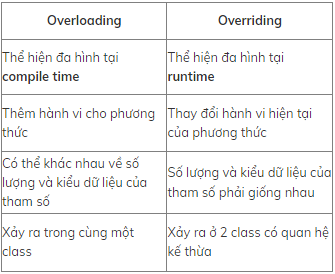 Overloading Overriding
Thể hiện đa hình tại Thể hiện đa hình tại
compile time runtime
Thêm hành vi cho phương Thay đổi hành vi hiện tại
thức của phương thức
Có thể khác nhau về số
lượng và kiểu dữ liệu của
tham số
Số lượng và kiểu dữ liệu của
tham số phải giống nhau
Xảy ra trong cùng một Xảy ra ở 2 class có quan hệ
class kế thừa